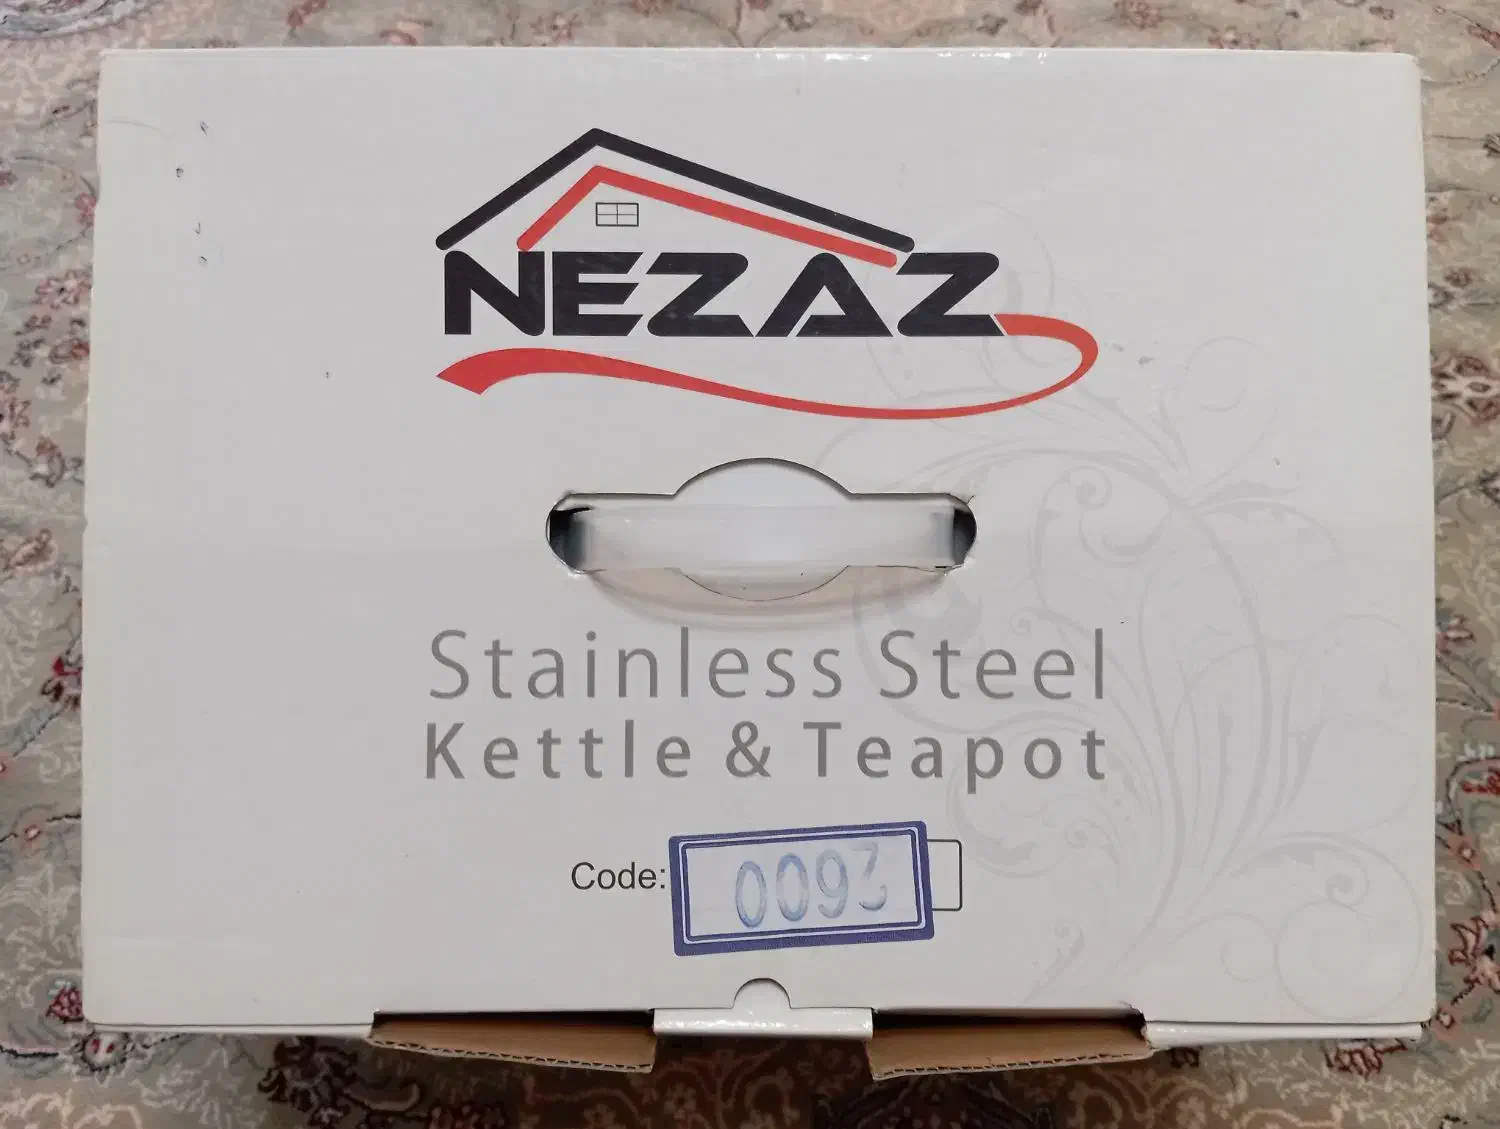 NEZAZ
Stainless Steel
Kettle & Teapot
Code: 0093